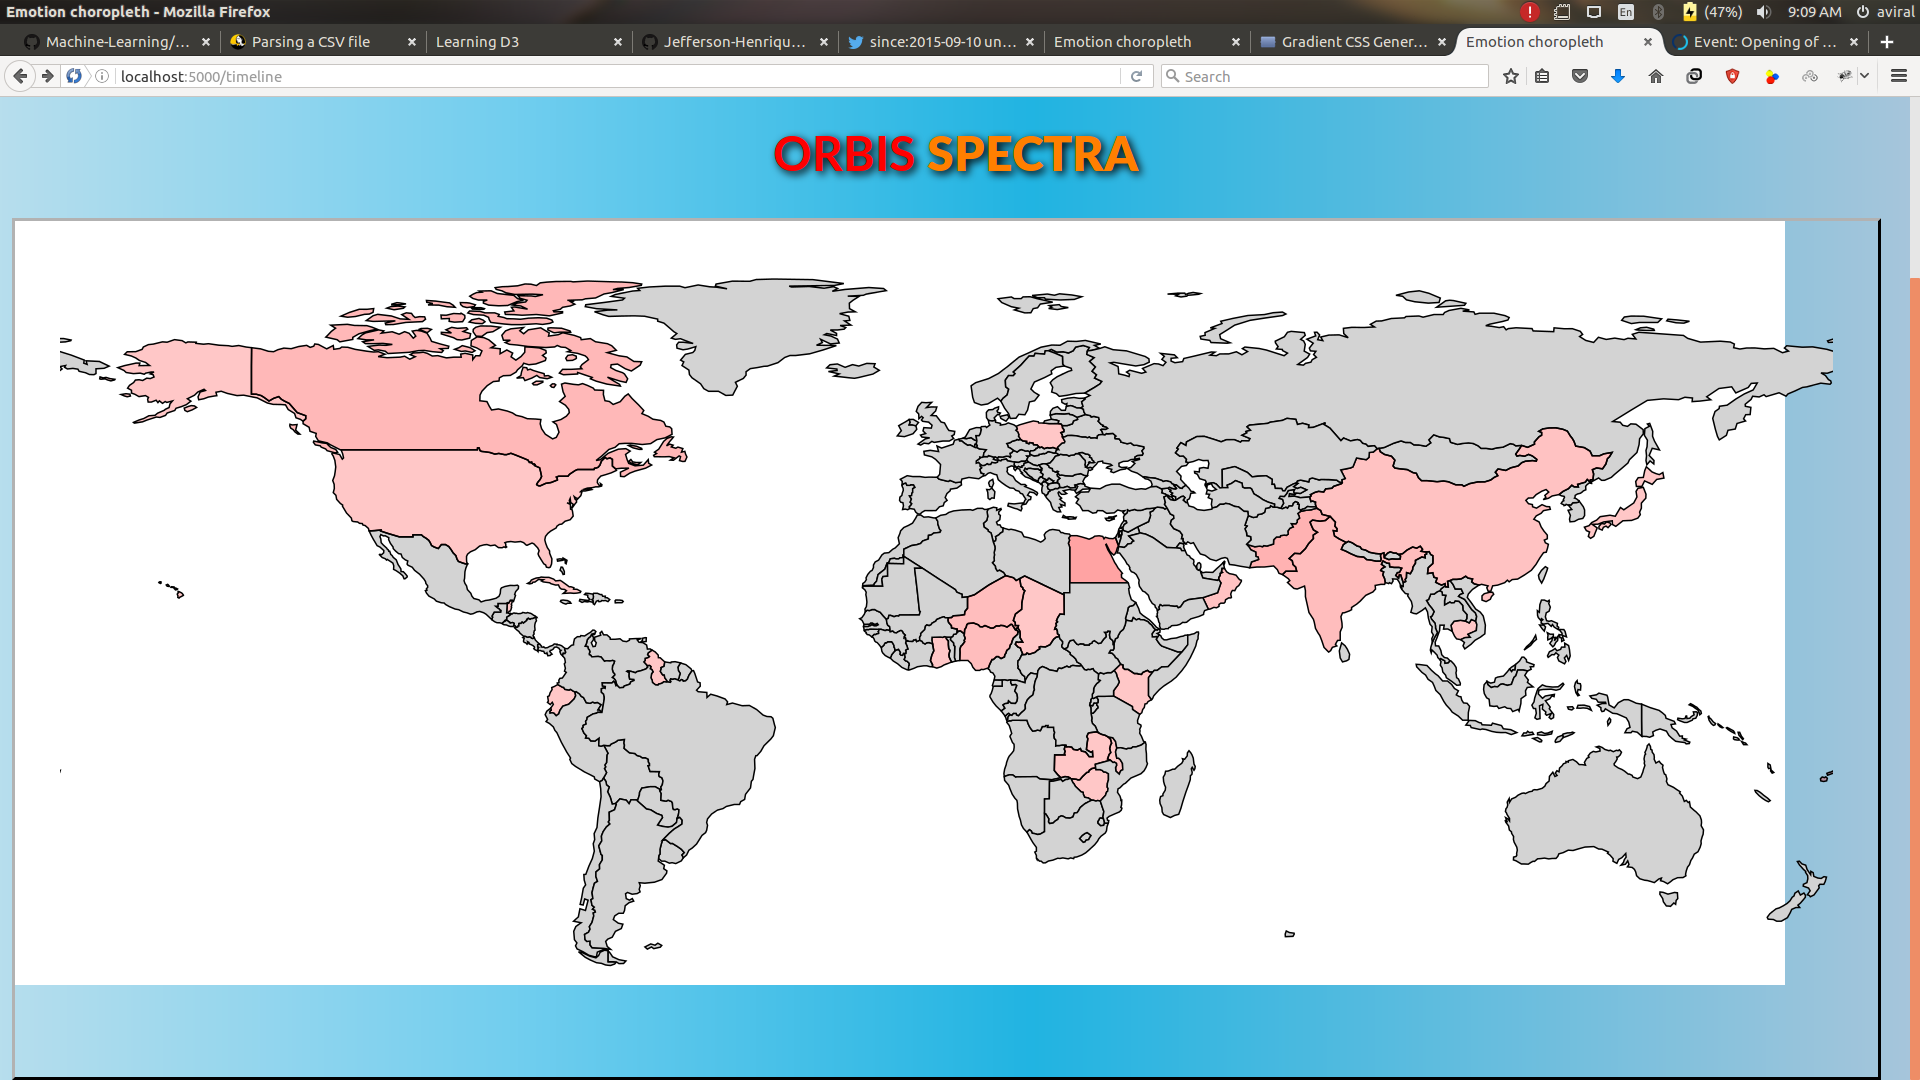 Emotion choropleth - Mozilla Firefox
En (47%) 9:09 AM aviral
Machine-Learning/... Parsing a CSV file Learning D3 Jefferson-Henriqu... since:2015-09-10 un... Emotion choropleth Gradient CSS Gener... Emotion choropleth Event: Opening of ...
localhost:5000/timeline Search
ORBIS SPECTRA